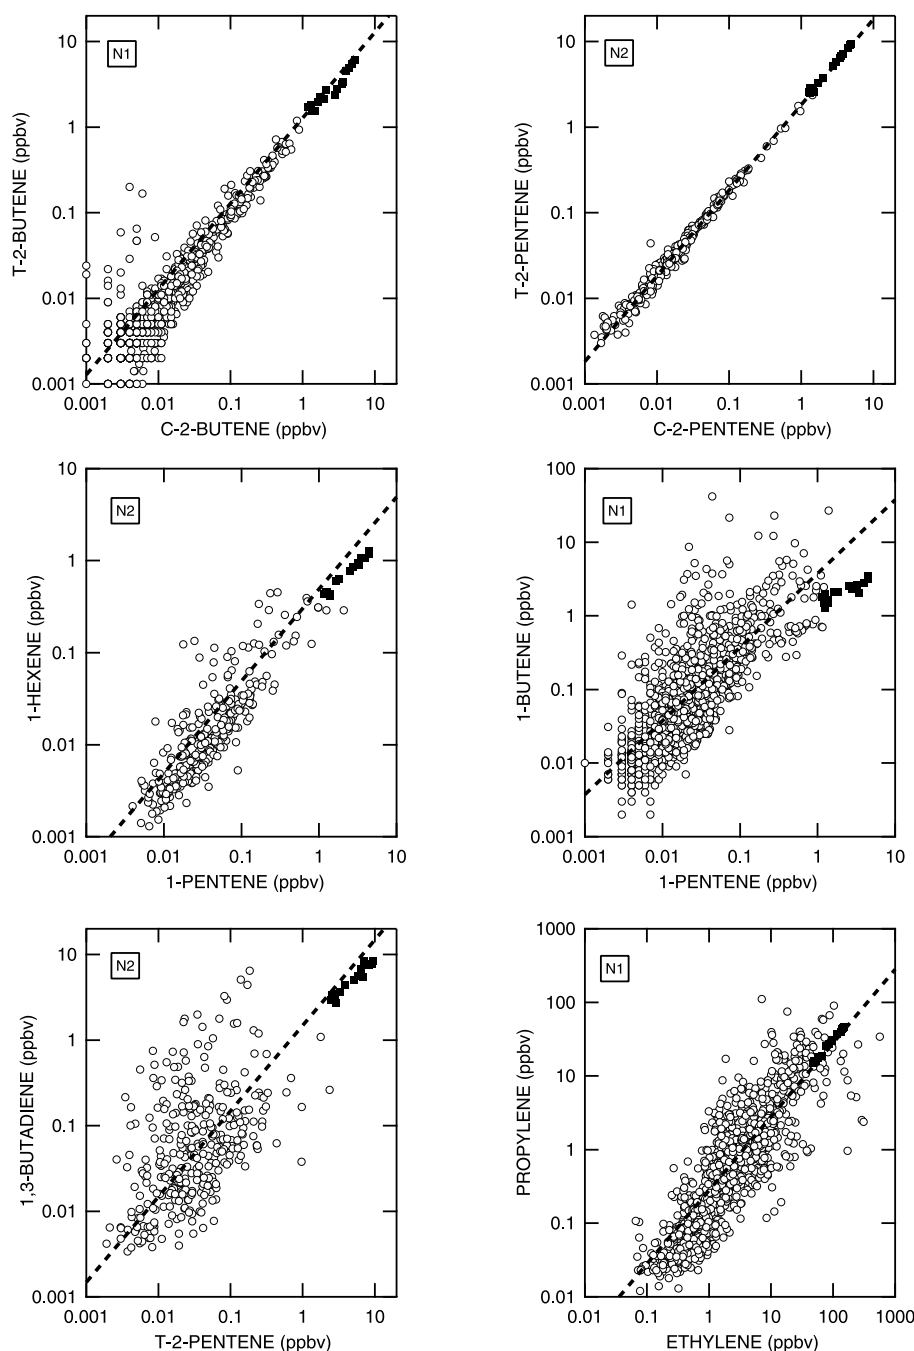 10
1
0.1
0.01
0.001
T-2-BUTENE (ppbv)
N1
0.001 0.01 0.1 1 10
C-2-BUTENE (ppbv)
10
1
0.1
0.01
0.001
T-2-PENTENE (ppbv)
N2
0.001 0.01 0.1 1 10
C-2-PENTENE (ppbv)
10
1
0.1
0.01
0.001
1-HEXENE (ppbv)
N2
0.001 0.01 0.1 1 10
1-PENTENE (ppbv)
100
10
1
0.1
0.01
0.001
1-BUTENE (ppbv)
N1
0.001 0.01 0.1 1 10
1-PENTENE (ppbv)
10
1
0.1
0.01
0.001
1,3-BUTADIENE (ppbv)
N2
0.001 0.01 0.1 1 10
T-2-PENTENE (ppbv)
1000
100
10
1
0.1
0.01
PROPYLENE (ppbv)
N1
0.01 0.1 1 10 100 1000
ETHYLENE (ppbv)